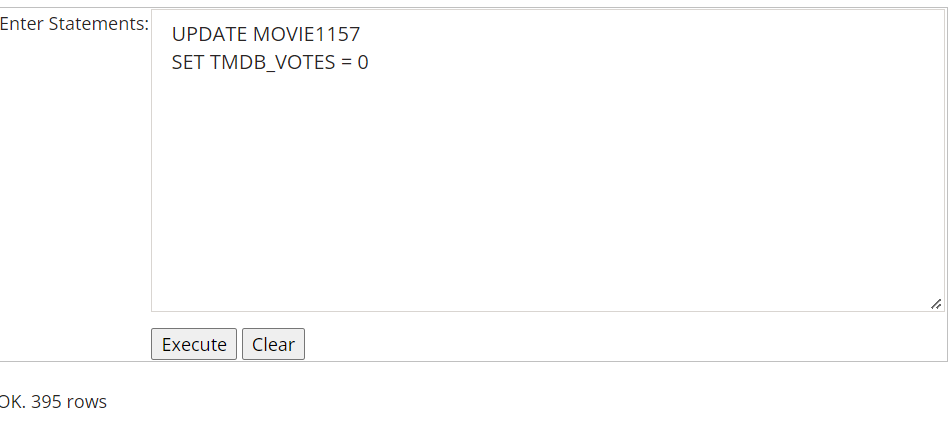 Enter Statements:
UPDATE MOVIE1157
SET TMDB_VOTES = 0
Execute Clear
OK. 395 rows